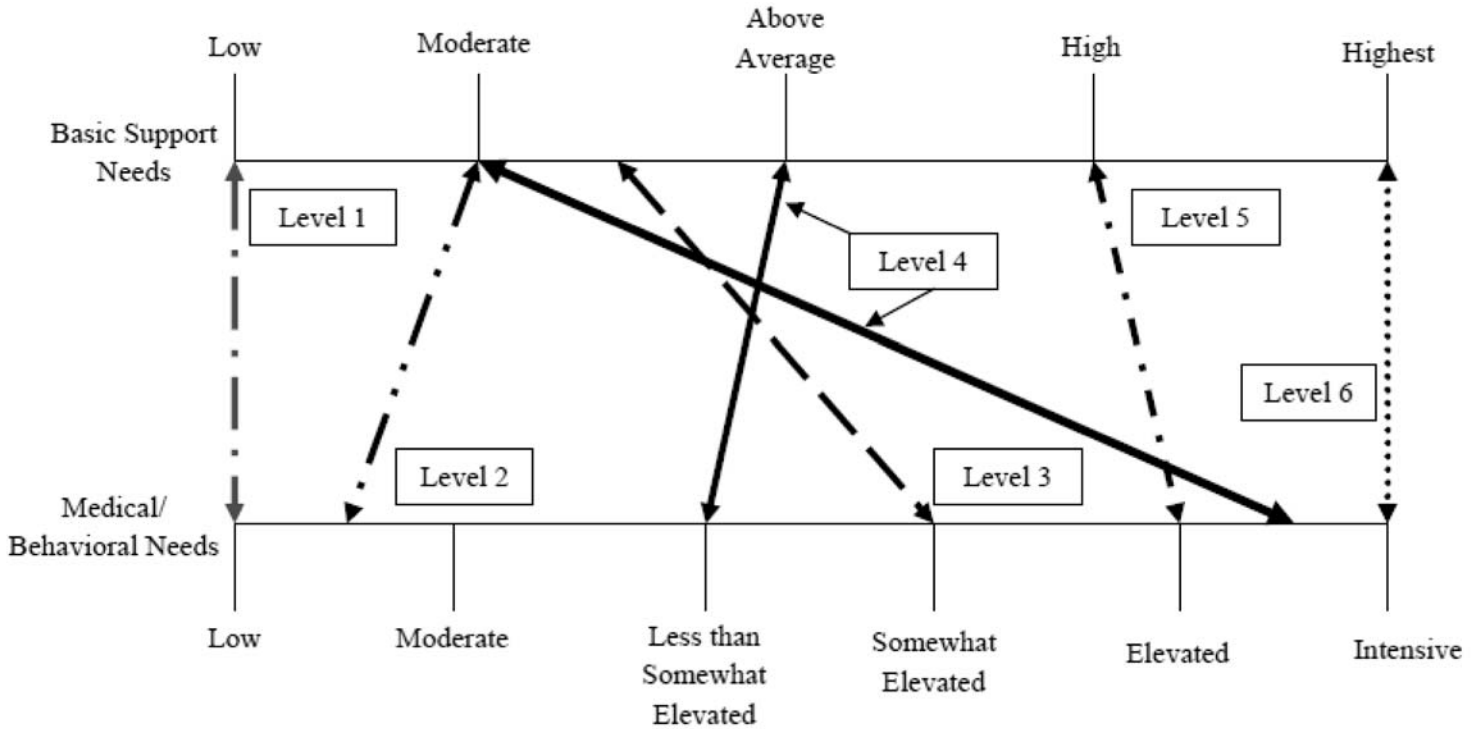 Low
Moderate
Above
Average
High
Highest
Basic Support
Needs
Level 1
Level 5
Level 4
Level 6
Level 2
Level 3
Medical/
Behavioral Needs
Low
Moderate
Less than
Somewhat
Elevated
Somewhat
Elevated
Elevated
Intensive